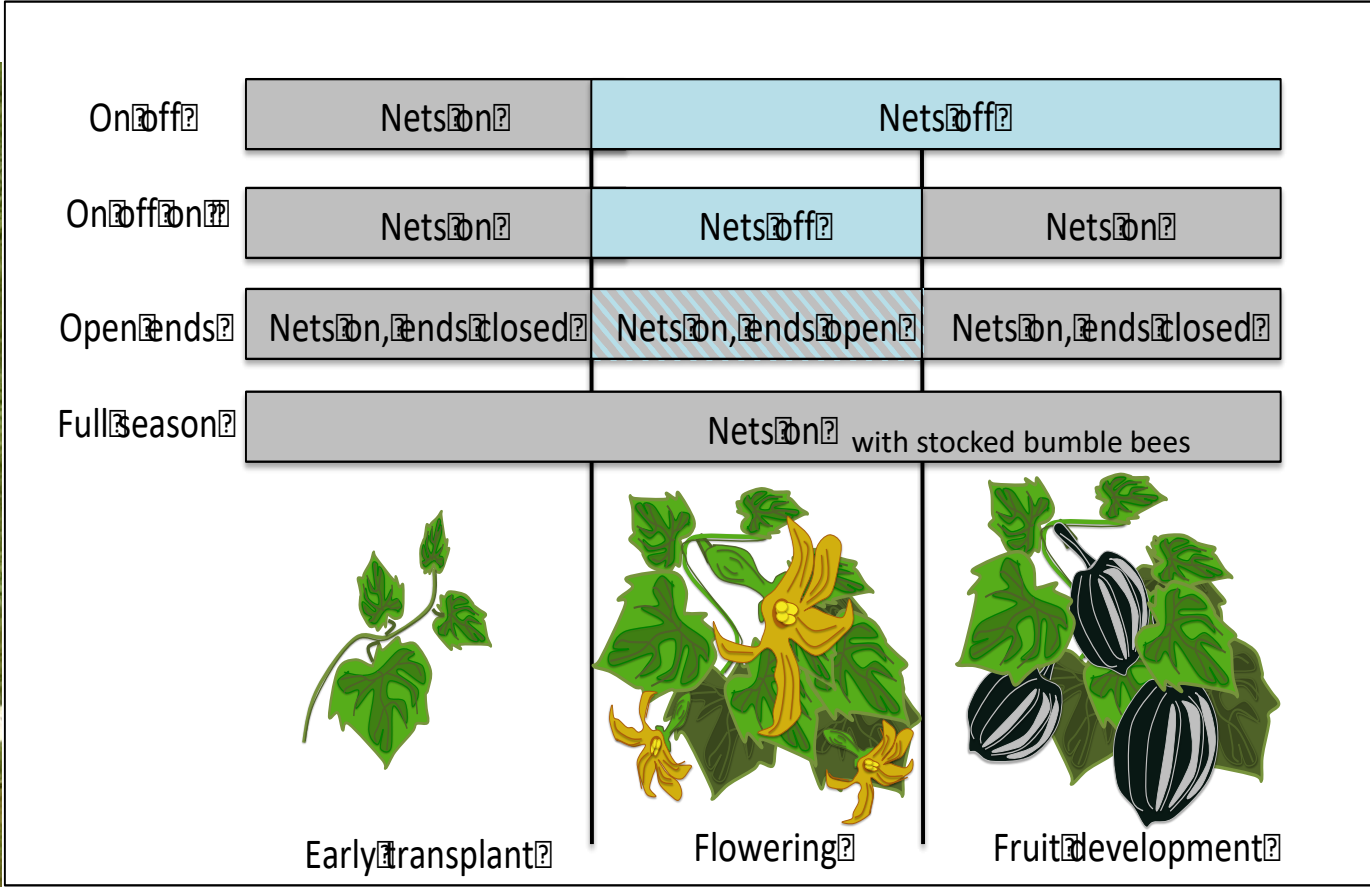 On⍰off⍰
Nets⍰on⍰
Nets⍰off⍰
On⍰off⍰on⍰⍰
Nets⍰on⍰
Nets⍰off⍰
Nets⍰on⍰
Open⍰ends⍰
Nets⍰on,⍰ends⍰closed⍰
Nets⍰on,⍰ends⍰open⍰
Nets⍰on,⍰ends⍰closed⍰
Full⍰season⍰
Nets⍰on⍰ with stocked bumble bees
Early⍰transplant⍰
Flowering⍰
Fruit⍰development⍰